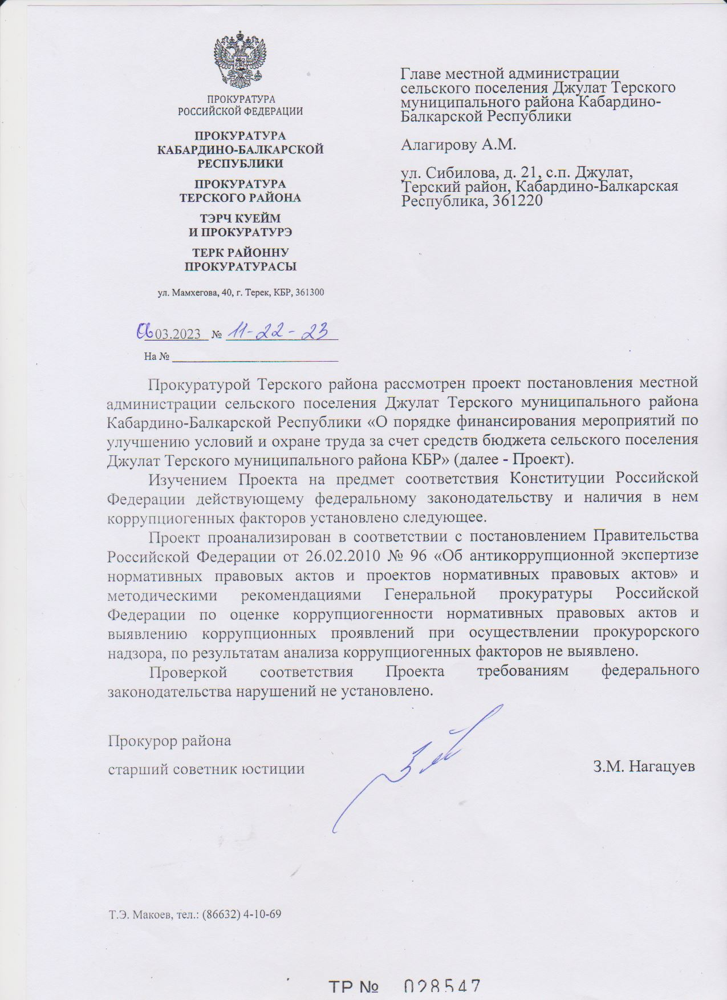 ПРОКУРАТУРА
РОССИЙСКОЙ ФЕДЕРАЦИИ
ПРОКУРАТУРА
КАБАРДИНО-БАЛКАРСКОЙ
РЕСПУБЛИКИ
ПРОКУРАТУРА
ТЕРСКОГО РАЙОНА
ТЭРЧ КУЕЙМ
И ПРОКУРАТУРЭ
ТЕРК РАЙОННУ
ПРОКУРАТУРАСЫ
ул. Мамхегова, 40, г. Терек, КБР, 361300
06.03.2023 № 11-22-23
На №
Главе местной администрации
сельского поселения Джулат Терского
муниципального района Кабардино-
Балкарской Республики
Алагирову А.М.
ул. Сибилова, д. 21, с.п. Джулат,
Терский район, Кабардино-Балкарская
Республика, 361220
Прокуратурой Терского района рассмотрен проект постановления местной
администрации сельского поселения Джулат Терского муниципального района
Кабардино-Балкарской Республики «О порядке финансирования мероприятий по
улучшению условий и охране труда за счет средств бюджета сельского поселения
Джулат Терского муниципального района КБР» (далее - Проект).
Изучением Проекта на предмет соответствия Конституции Российской
Федерации действующему федеральному законодательству и наличия в нем
коррупциогенных факторов установлено следующее.
Проект проанализирован в соответствии с постановлением Правительства
Российской Федерации от 26.02.2010 № 96 «Об антикоррупционной экспертизе
нормативных правовых актов и проектов нормативных правовых актов» и
методическими рекомендациями Генеральной прокуратуры Российской
Федерации по оценке коррупциогенности нормативных правовых актов и
выявлению коррупционных проявлений при осуществлении прокурорского
надзора, по результатам анализа коррупциогенных факторов не выявлено.
Проверкой соответствия Проекта требованиям федерального
законодательства нарушений не установлено.
Прокурор района
старший советник юстиции
З.М. Нагацуев
Т.Э. Макоев, тел.: (86632) 4-10-69
ТР № 028547